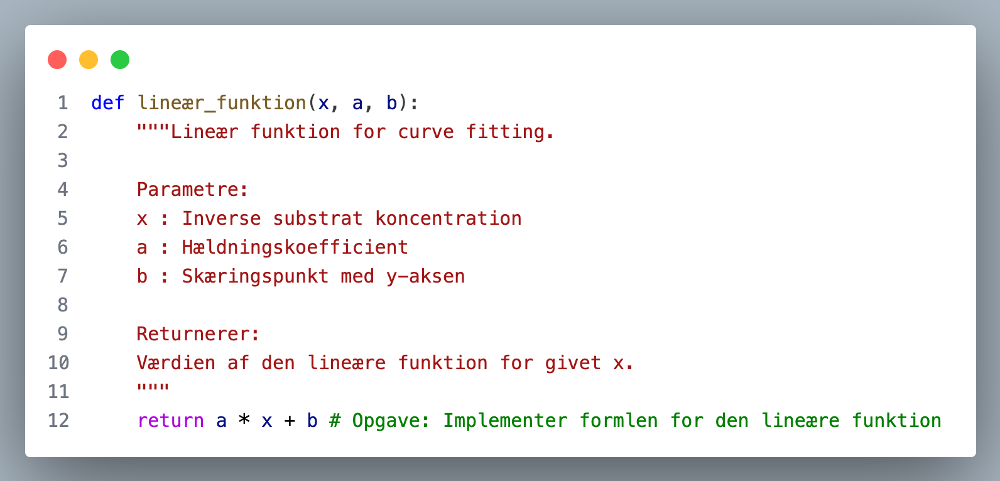 1 def lineær_funktion(x, a, b):
2 """Lineær funktion for curve fitting.
3
4 Parametre:
5 x : Inverse substrat koncentration
6 a : Hældningskoefficient
7 b : Skæringspunkt med y-aksen
8
9 Returnerer:
10 Værdien af den lineære funktion for givet x.
11 """
12 return a * x + b # Opgave: Implementer formlen for den lineære funktion